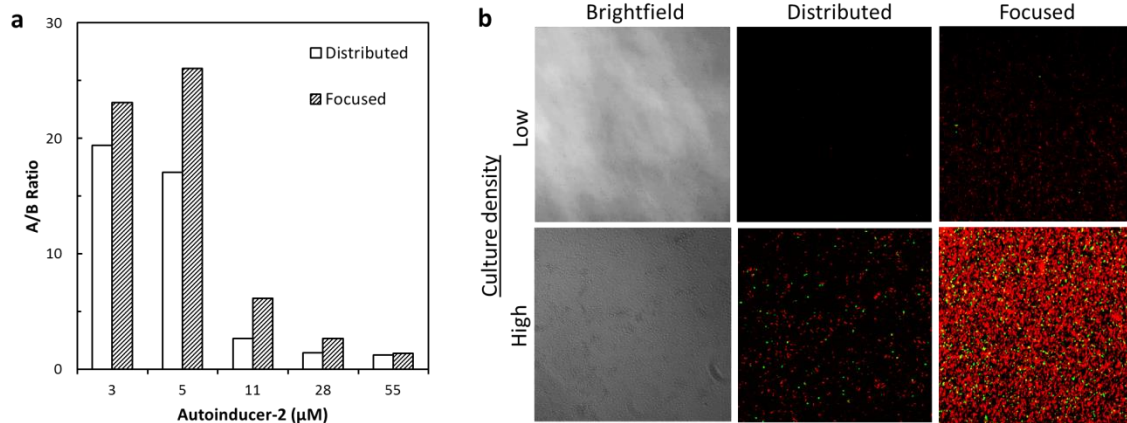 a
30
20
10
0
A/B Ratio
Distributed
Focused
3 5 11 28 55
Autoinducer-2 (µM)
b
Brightfield Distributed Focused
Culture density
Low
High